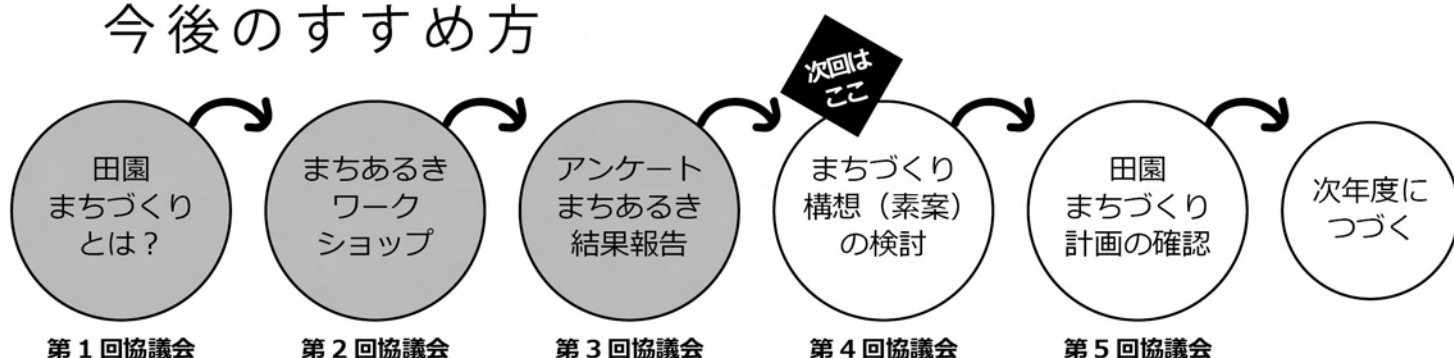 今後のすすめ方
次回は
ここ
田園
まちづくり
とは？
まちあるき
ワーク
ショップ
アンケート
まちあるき
結果報告
まちづくり
構想（素案）
の検討
田園
まちづくり
計画の確認
次年度に
つづく
第１回協議会
第２回協議会
第３回協議会
第４回協議会
第５回協議会